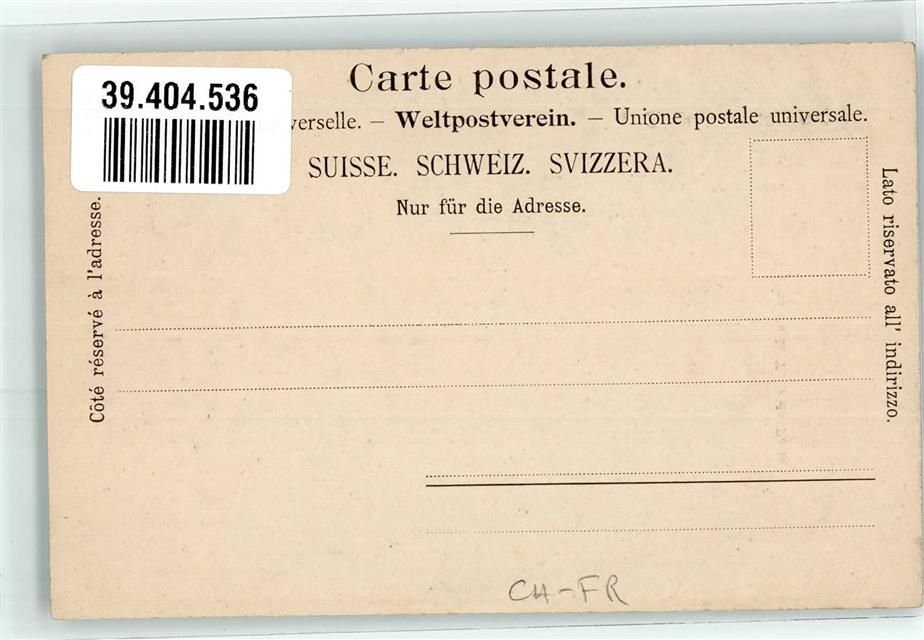 Carte postale.
39.404.536
verselle. – Weltpostverein. – Unione postale universale.
SUISSE. SCHWEIZ. SVIZZERA.
Nur für die Adresse.
Côté réservé à l'adresse.
Lato riservato all' indirizzo.
CH-FR